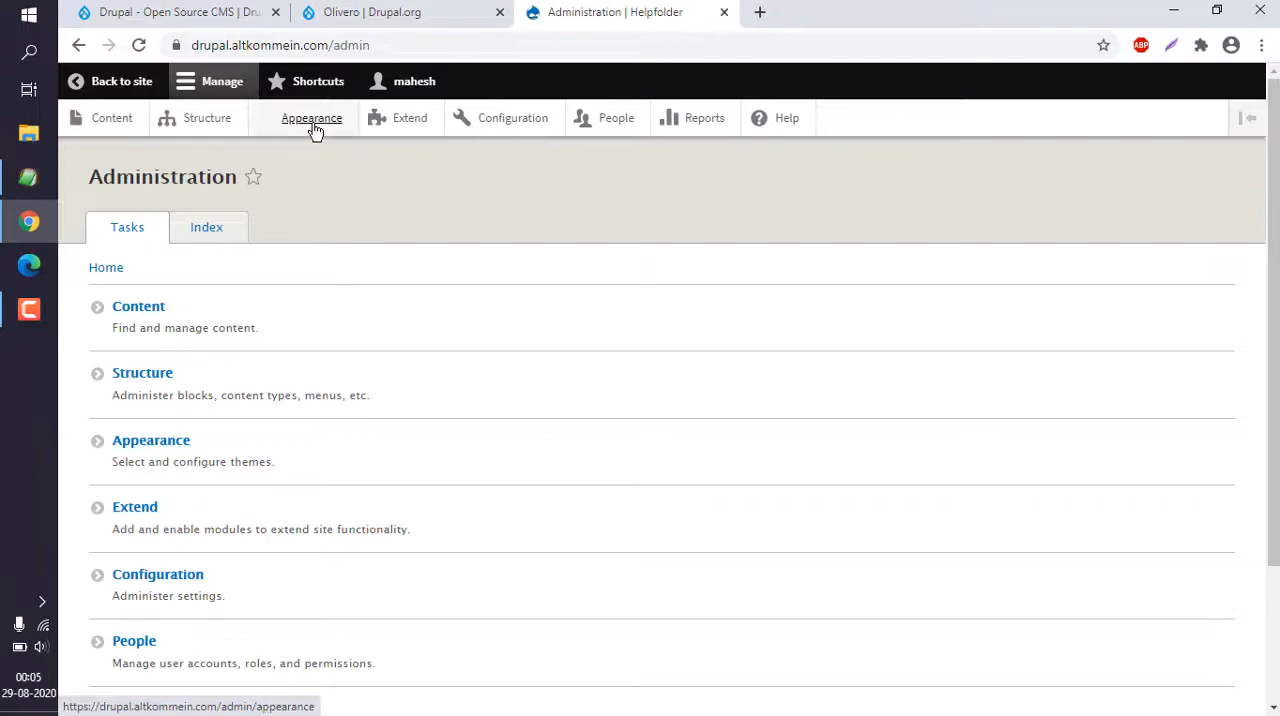 Drupal - Open Source CMS | Dru
Olivero | Drupal.org
Administration | Helpfolder
drupal.altkommein.com/admin
ABP
Back to site
Manage
Shortcuts
mahesh
Content
Structure
Appearance
Extend
Configuration
People
Reports
Help
Administration
Tasks
Index
Home
Content
Find and manage content.
Structure
Administer blocks, content types, menus, etc.
Appearance
Select and configure themes.
Extend
Add and enable modules to extend site functionality.
Configuration
Administer settings.
People
Manage user accounts, roles, and permissions.
00:05
29-08-2020
https://drupal.altkommein.com/admin/appearance